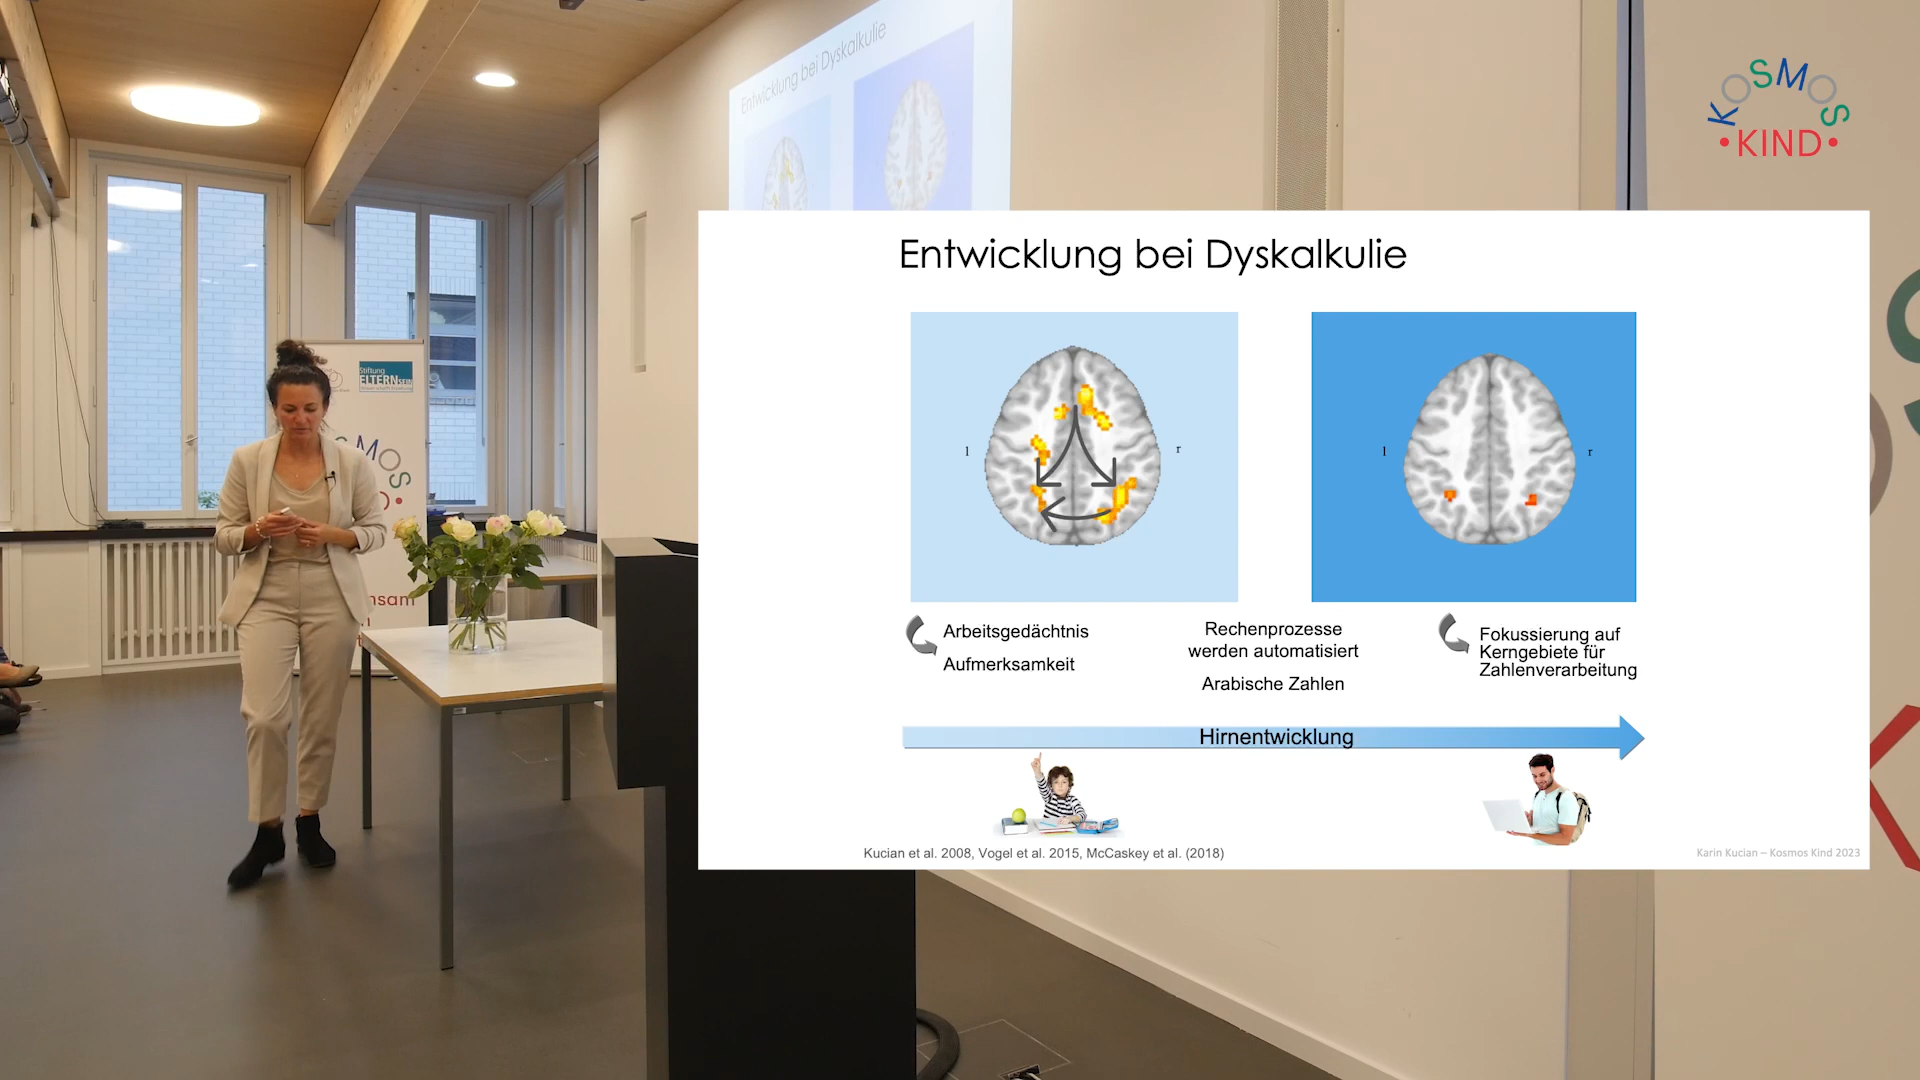 KOSMOS
•KIND•
Entwicklung bei Dyskalkulie
Stiftung
ELTERNSEIN
MOS
nsam
Entwicklung bei Dyskalkulie
l
r
l
r
Arbeitsgedächtnis
Aufmerksamkeit
Rechenprozesse
werden automatisiert
Arabische Zahlen
Fokussierung auf
Kerngebiete für
Zahlenverarbeitung
Hirnentwicklung
Kucian et al. 2008, Vogel et al. 2015, McCaskey et al. (2018)
Karin Kucian – Kosmos Kind 2023